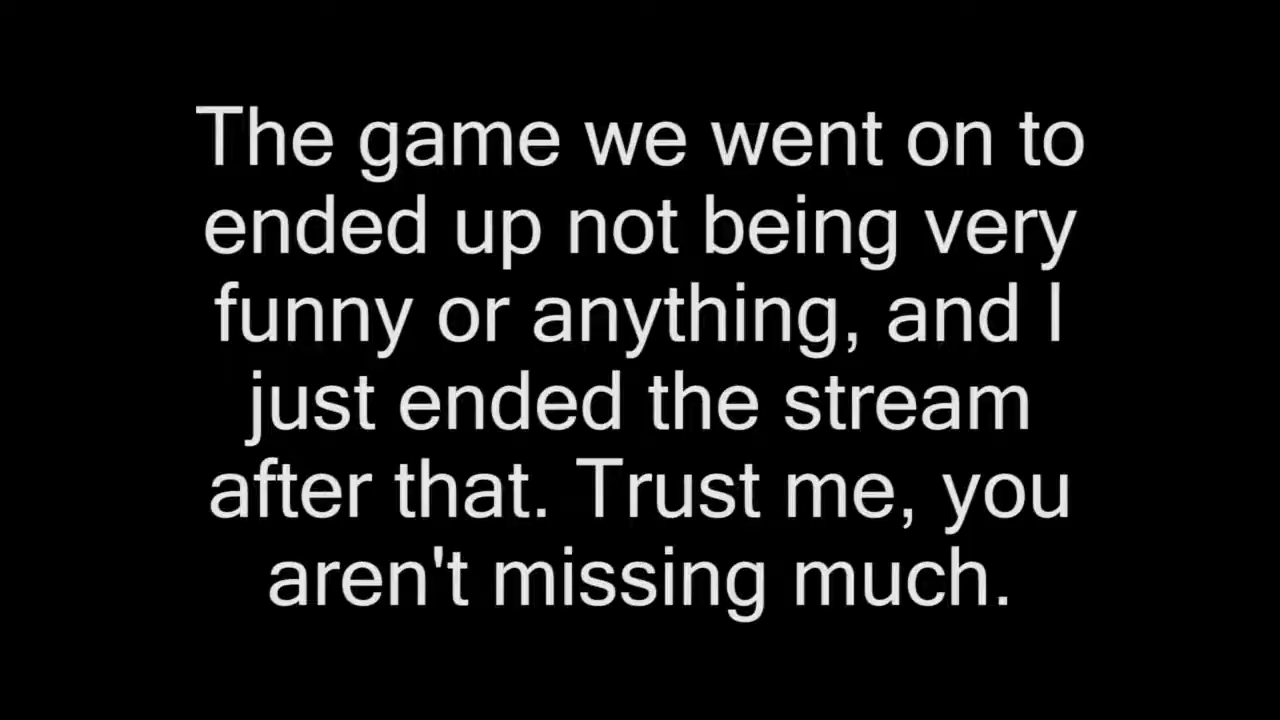 The game we went on to
ended up not being very
funny or anything, and I
just ended the stream
after that. Trust me, you
aren't missing much.